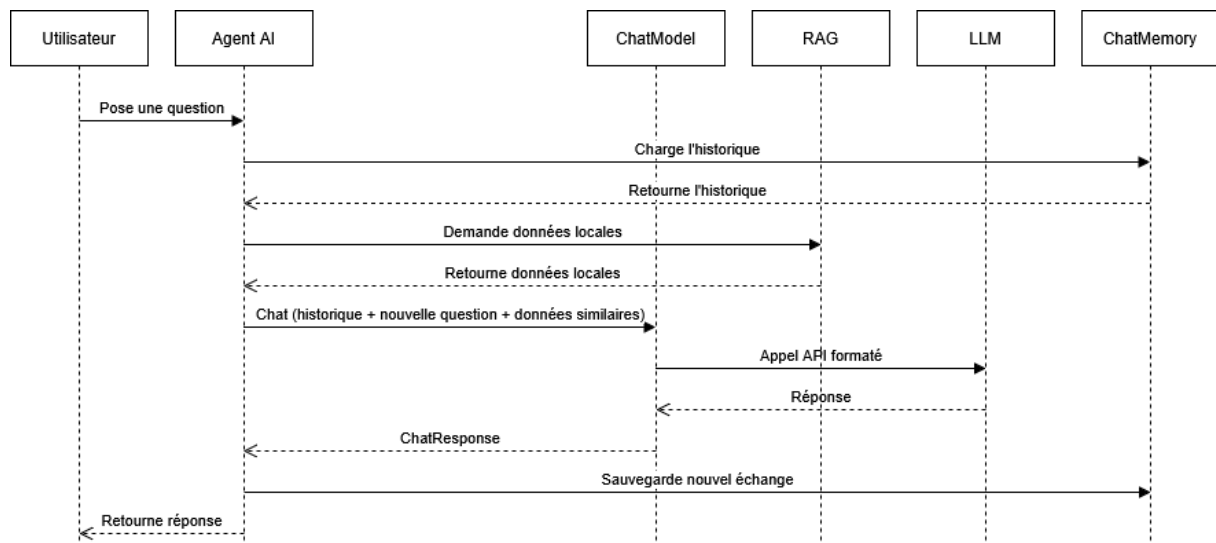 Utilisateur
Agent AI
ChatModel
RAG
LLM
ChatMemory
Pose une question
Charge l'historique
Retourne l'historique
Demande données locales
Retourne données locales
Chat (historique + nouvelle question + données similaires)
Appel API formaté
Réponse
ChatResponse
Sauvegarde nouvel échange
Retourne réponse